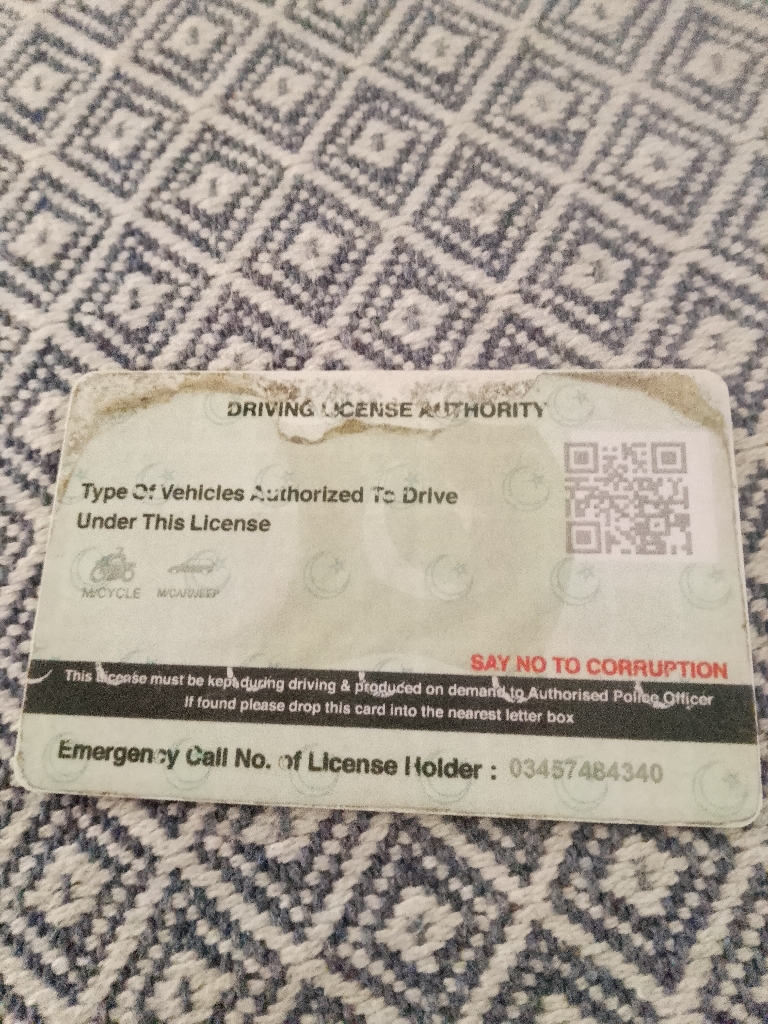 DRIVING LICENSE AUTHORITY
Type Of Vehicles Authorized To Drive
Under This License
M/CYCLE M/CAR/JEEP
SAY NO TO CORRUPTION
This License must be kept during driving & produced on demand to Authorised Police Officer
If found please drop this card into the nearest letter box
Emergency Call No. of License Holder : 03457484340